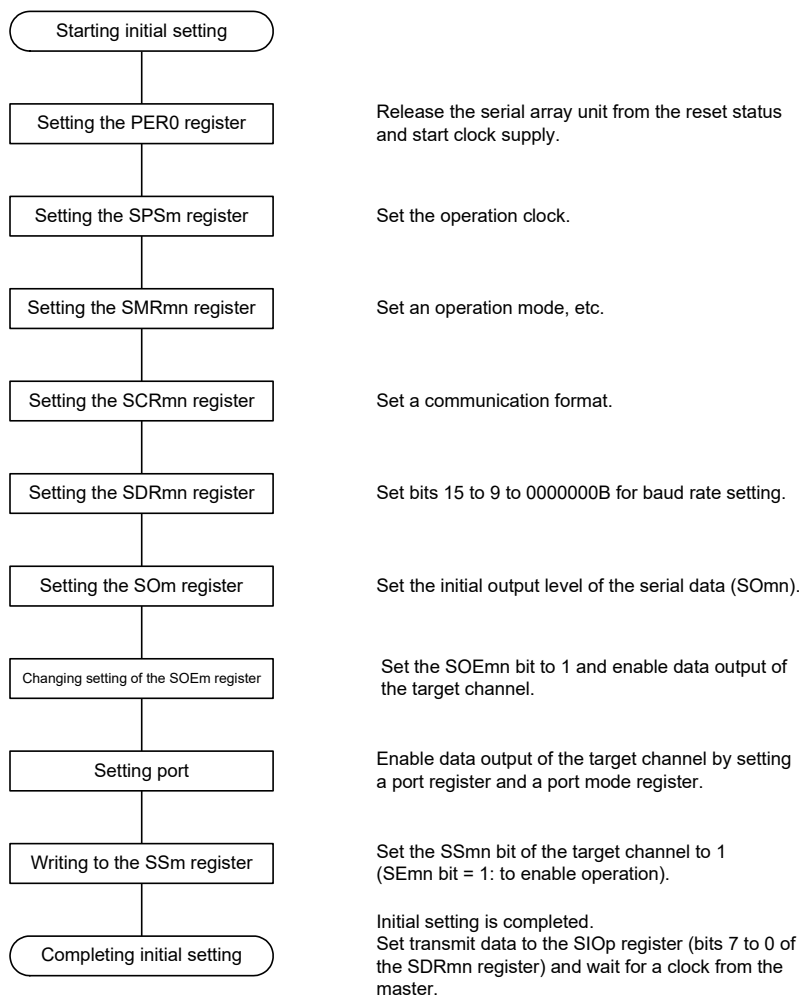 Starting initial setting
Setting the PER0 register
Release the serial array unit from the reset status
and start clock supply.
Setting the SPSm register
Set the operation clock.
Setting the SMRmn register
Set an operation mode, etc.
Setting the SCRmn register
Set a communication format.
Setting the SDRmn register
Set bits 15 to 9 to 0000000B for baud rate setting.
Setting the SOm register
Set the initial output level of the serial data (SOmn).
Changing setting of the SOEm register
Set the SOEmn bit to 1 and enable data output of
the target channel.
Setting port
Enable data output of the target channel by setting
a port register and a port mode register.
Writing to the SSm register
Set the SSmn bit of the target channel to 1
(SEmn bit = 1: to enable operation).
Completing initial setting
Initial setting is completed.
Set transmit data to the SIOp register (bits 7 to 0 of
the SDRmn register) and wait for a clock from the
master.